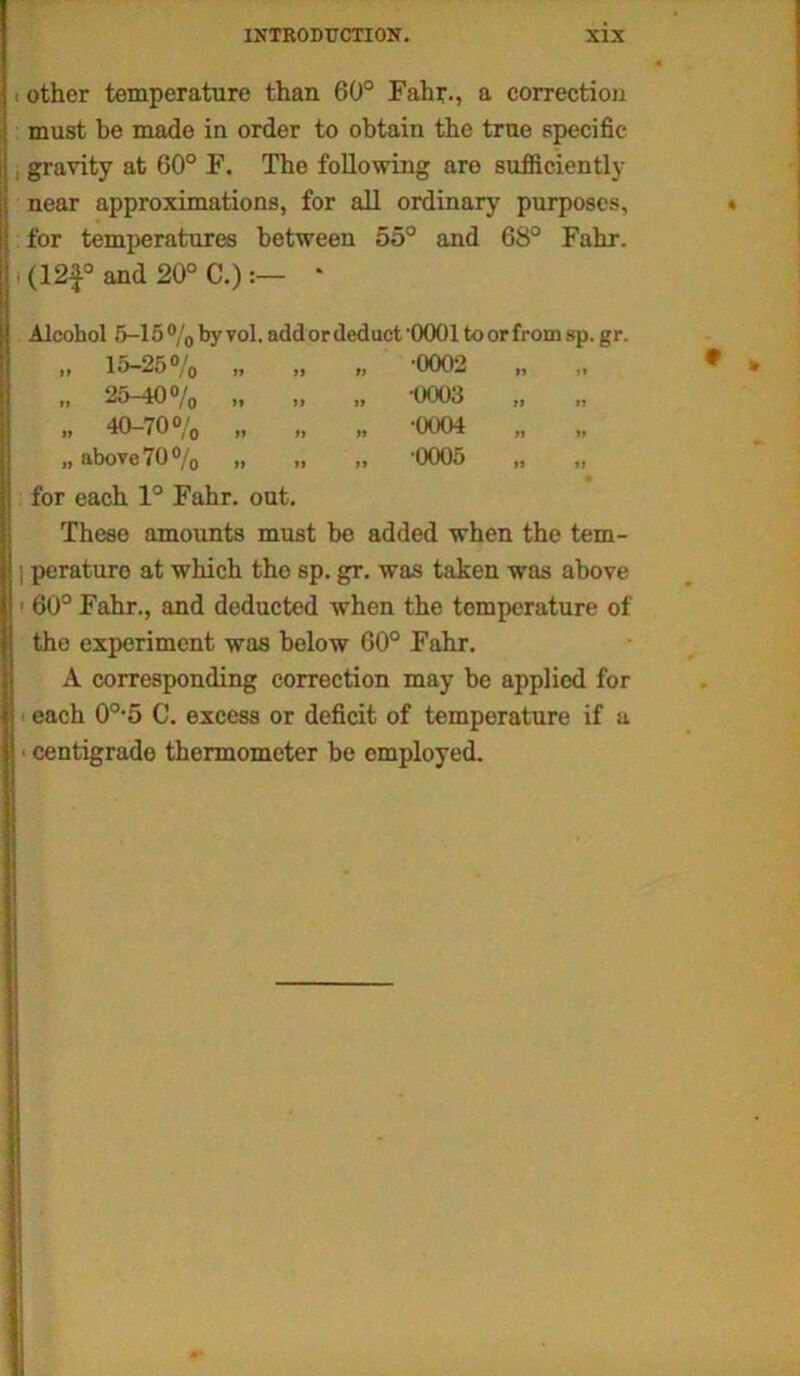 INTRODUCTION. xix
other temperature than 60° Fahr., a correction
must be made in order to obtain the true specific
gravity at 60° F. The following are sufficiently
near approximations, for all ordinary purposes,
for temperatures between 55° and 68° Fahr.
(12¾° and 20° C.):—
Alcohol 5-15% by vol. add or deduct ·0001 to or from sp. gr.
„ 15-25% „ „ „ ·0002 „ „
„ 25-40% „ „ „ ·0003 „ „
„ 40-70% „ „ „ ·0004 „ „
„ above 70% „ „ „ ·0005 „ „
for each 1° Fahr. out.
These amounts must be added when the tem-
perature at which the sp. gr. was taken was above
60° Fahr., and deducted when the temperature of
the experiment was below 60° Fahr.
A corresponding correction may be applied for
each 0°·5 C. excess or deficit of temperature if a
centigrade thermometer be employed.